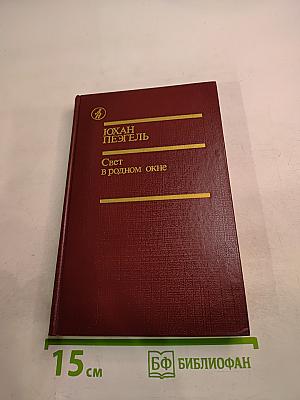 ЮХАН
ПЕЭГЕЛЬ
Свет
в родном окне
15 см
БФ БИБЛИОФАН